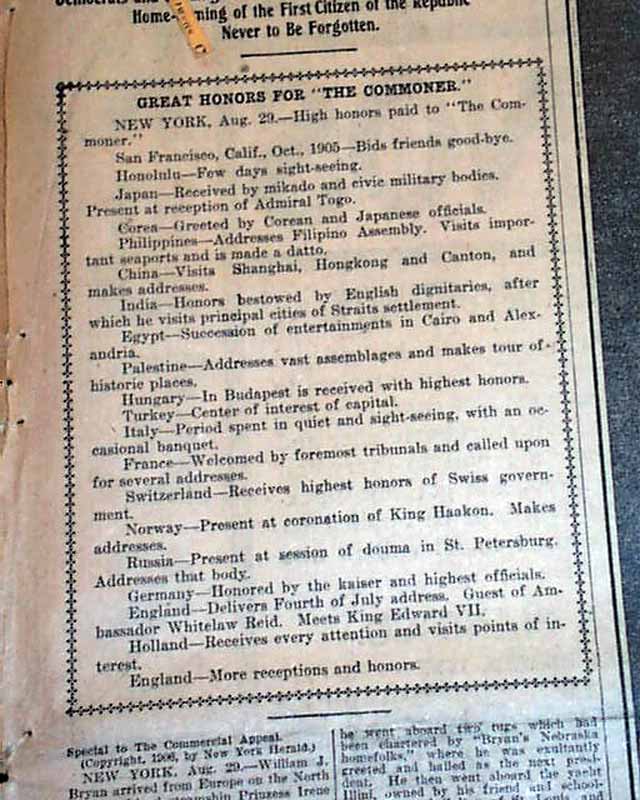 Democrats and
Home- ming of the First Citizen of the Republic
Never to Be Forgotten.
GREAT HONORS FOR "THE COMMONER."
NEW YORK, Aug. 29.—High honors paid to "The Com-
moner."
San Francisco, Calif., Oct., 1905—Bids friends good-bye.
Honolulu—Few days sight-seeing.
Japan—Received by mikado and civic military bodies.
Present at reception of Admiral Togo.
Corea—Greeted by Corean and Japanese officials.
Philippines—Addresses Filipino Assembly. Visits impor-
tant seaports and is made a datto.
China—Visits Shanghai, Hongkong and Canton, and
makes addresses.
India—Honors bestowed by English dignitaries, after
which he visits principal cities of Straits settlement.
Egypt—Succession of entertainments in Cairo and Alex-
andria.
Palestine—Addresses vast assemblages and makes tour of
historic places.
Hungary—In Budapest is received with highest honors.
Turkey—Center of interest of capital.
Italy—Period spent in quiet and sight-seeing, with an oc-
casional banquet.
France—Welcomed by foremost tribunals and called upon
for several addresses.
Switzerland—Receives highest honors of Swiss govern-
ment.
Norway—Present at coronation of King Haakon. Makes
addresses.
Russia—Present at session of douma in St. Petersburg.
Addresses that body.
Germany—Honored by the kaiser and highest officials.
England—Delivers Fourth of July address. Guest of Am-
bassador Whitelaw Reid. Meets King Edward VII.
Holland—Receives every attention and visits points of in-
terest.
England—More receptions and honors.
Special to The Commercial Appeal.
(Copyright, 1906, by New York Herald.)
NEW YORK, Aug. 29.—William J.
Bryan arrived from Europe on the North
steamship Prinzess Irene
he went aboard two tugs which had
been chartered by "Bryan's Nebraska
homefolks," where he was exultantly
greeted and hailed as the next presi-
dent. He then went aboard the yacht
Illini, owned by his friend and school-